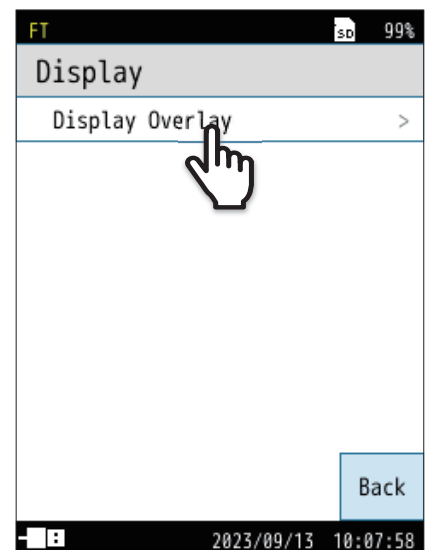 FT SD 99%
Display
Display Overlay >
Back
2023/09/13 10:07:58